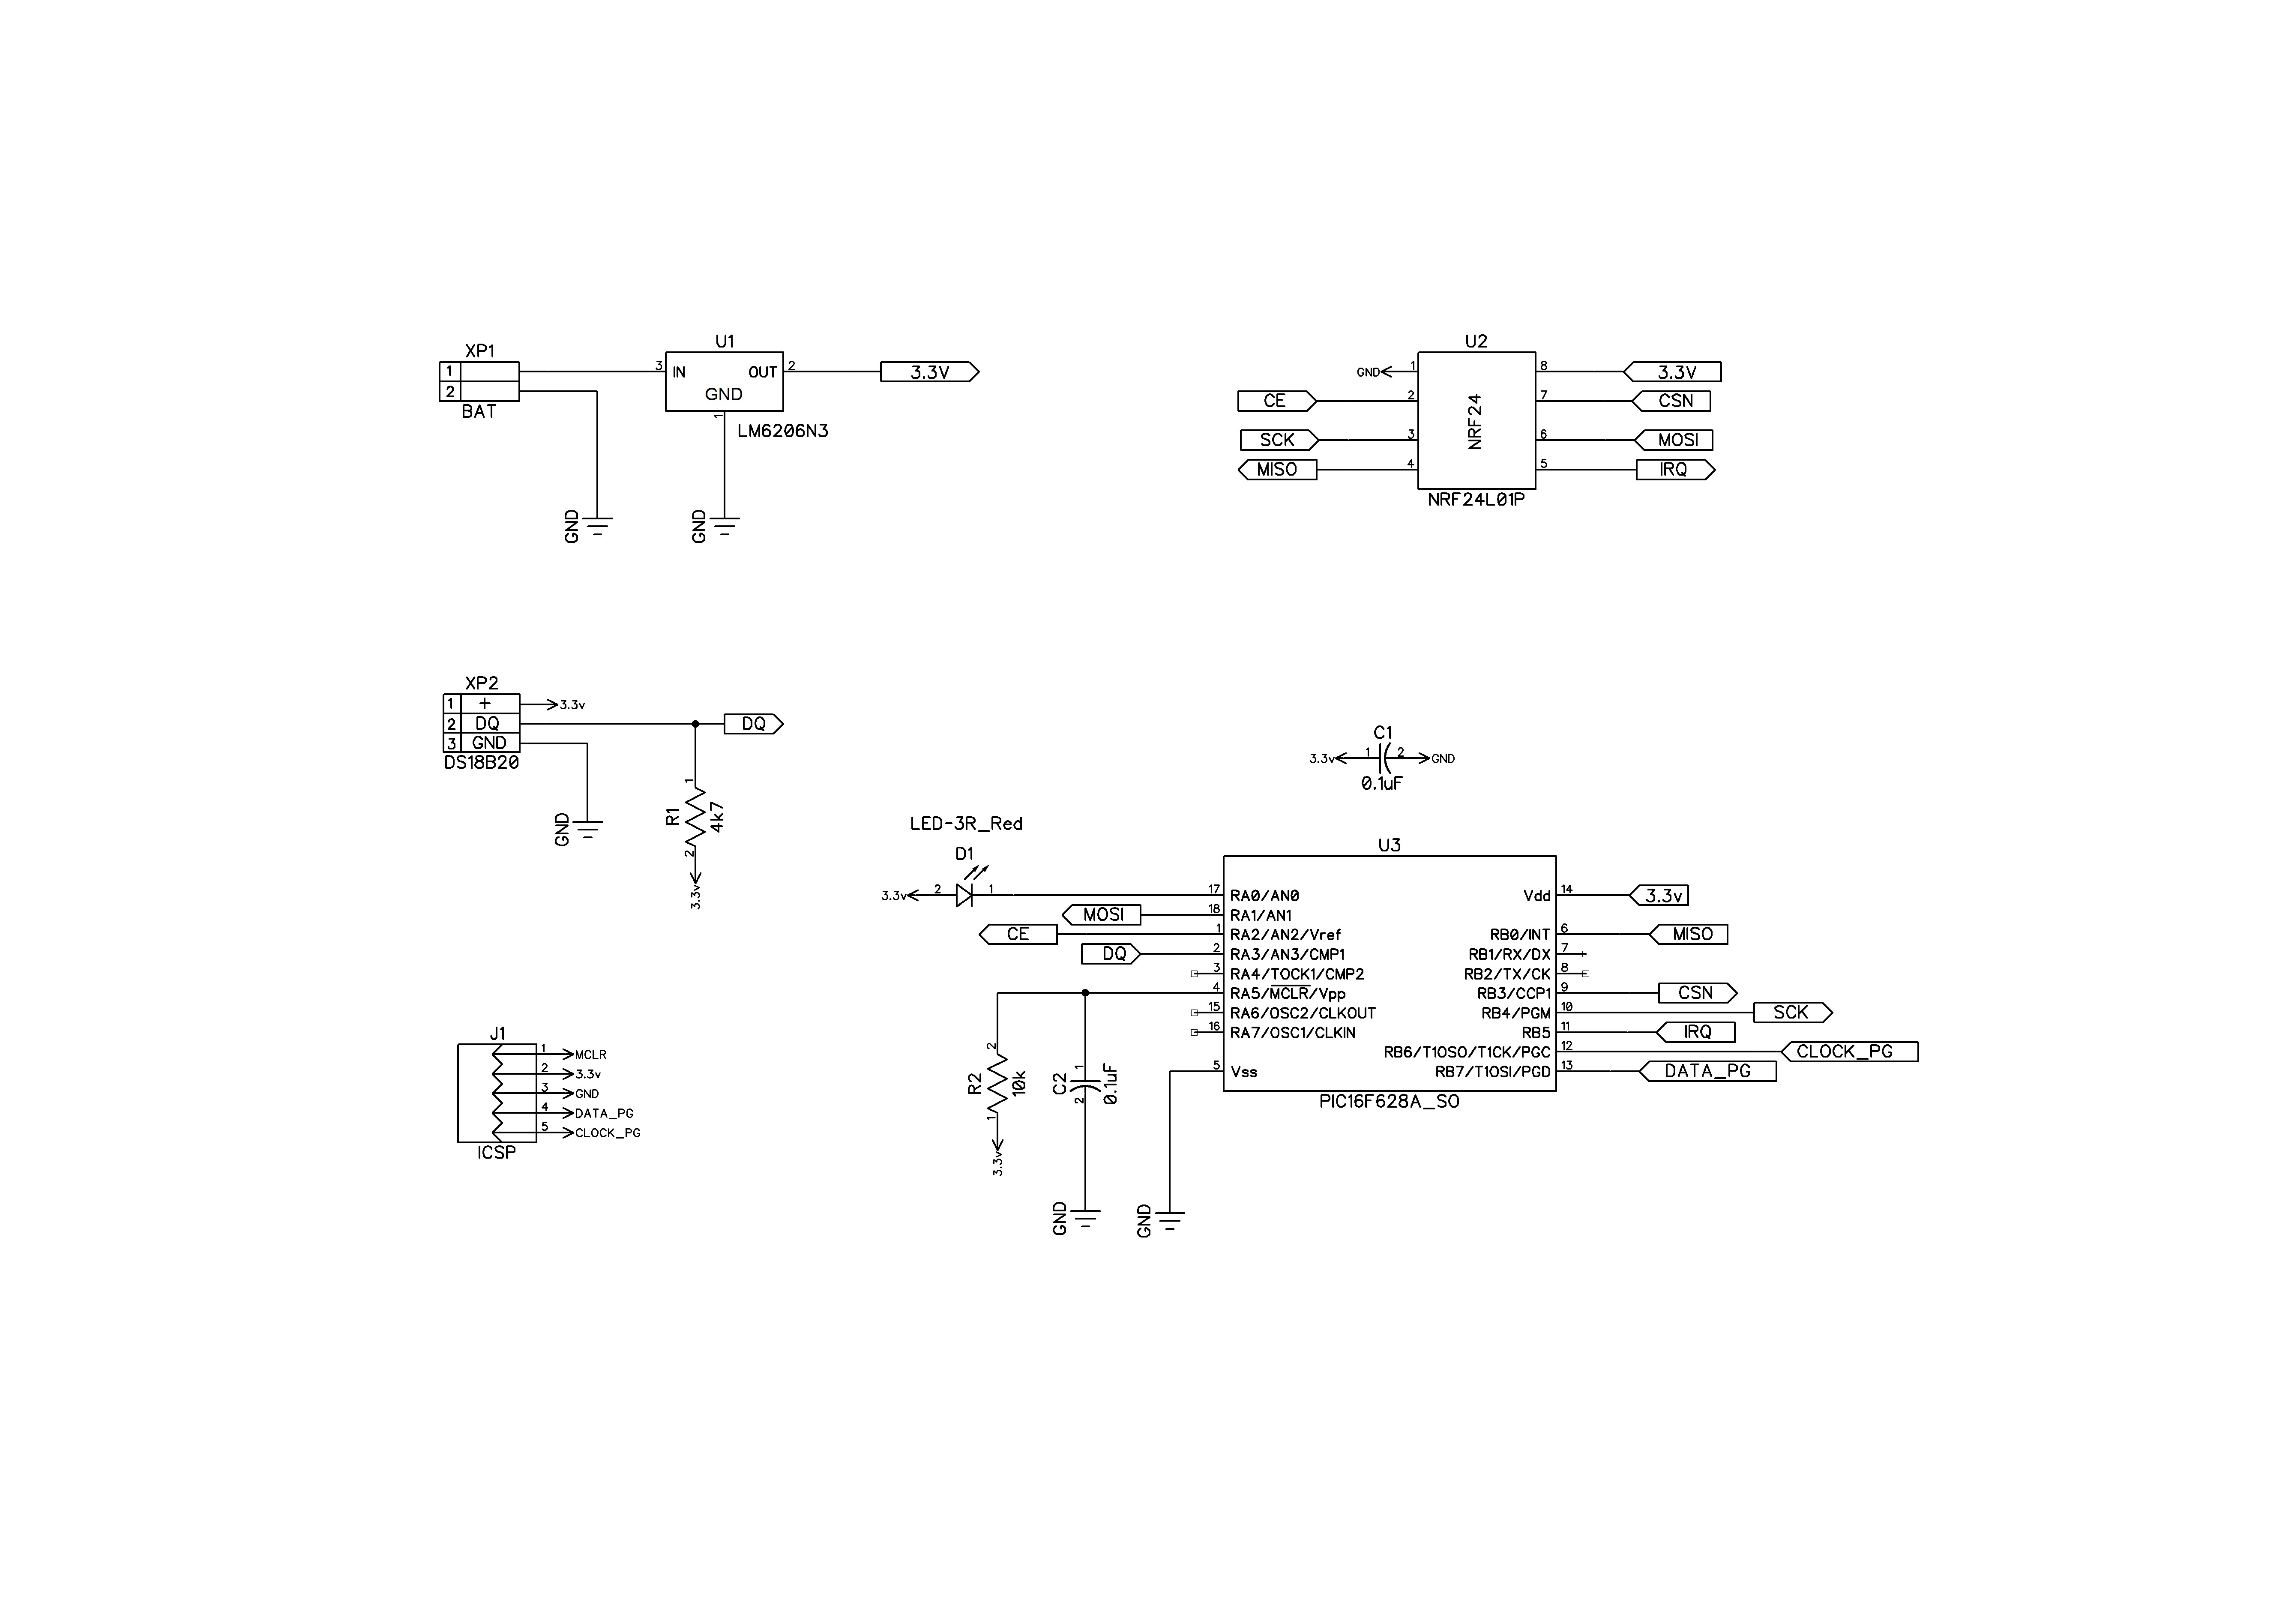 XP1
1
2
BAT
GND
U1
3 IN OUT 2
GND
1
LM6206N3
GND
3.3V
U2
GND 1 8 3.3V
CE 2 7 CSN
SCK 3 6 MOSI
MISO 4 5 IRQ
NRF24
NRF24L01P
XP2
1 + 3.3v
2 DQ DQ
3 GND
DS18B20
GND
1
R1
4k7
2
3.3v
C1
3.3v 1 2 GND
0.1uF
LED-3R_Red
D1
3.3v 2 1
U3
17 RA0/AN0 Vdd 14 3.3v
MOSI 18 RA1/AN1
CE 1 RA2/AN2/Vref RB0/INT 6 MISO
DQ 2 RA3/AN3/CMP1 RB1/RX/DX 7
3 RA4/TOCK1/CMP2 RB2/TX/CK 8
4 RA5/MCLR/Vpp RB3/CCP1 9 CSN
15 RA6/OSC2/CLKOUT RB4/PGM 10 SCK
16 RA7/OSC1/CLKIN RB5 11 IRQ
RB6/T1OSO/T1CK/PGC 12 CLOCK_PG
5 Vss RB7/T1OSI/PGD 13 DATA_PG
PIC16F628A_SO
J1
1 MCLR
2 3.3v
3 GND
4 DATA_PG
5 CLOCK_PG
ICSP
2
R2
10k
1
3.3v
1
C2
0.1uF
2
GND
GND